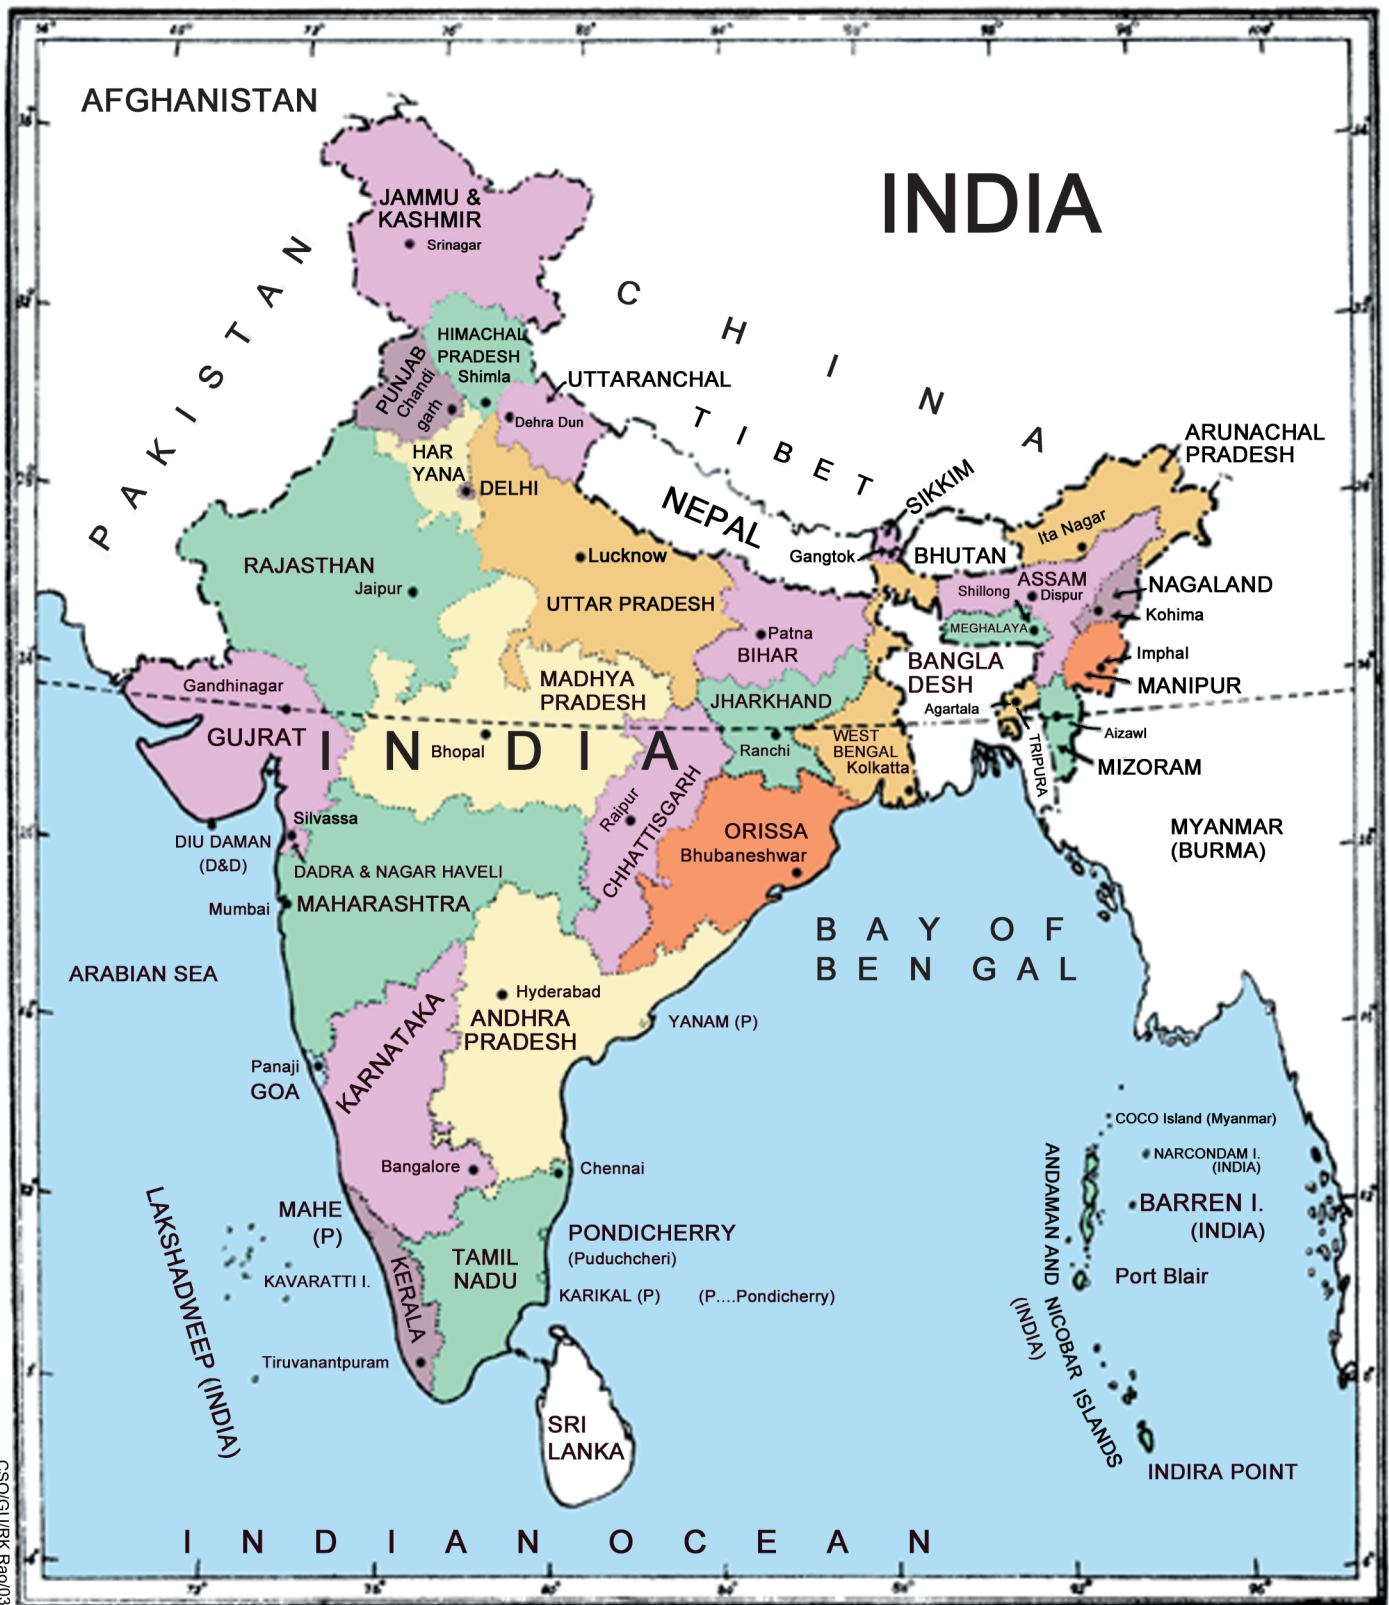 AFGHANISTAN
INDIA
JAMMU &
KASHMIR
Srinagar
PAKISTAN
CHINA
TIBET
HIMACHAL
PRADESH
Shimla
PUNJAB
Chandi
garh
UTTARANCHAL
Dehra Dun
HAR
YANA
DELHI
NEPAL
SIKKIM
Gangtok
BHUTAN
ARUNACHAL
PRADESH
Ita Nagar
RAJASTHAN
Jaipur
Lucknow
UTTAR PRADESH
Patna
BIHAR
Shillong
ASSAM
Dispur
MEGHALAYA
NAGALAND
Kohima
Imphal
MANIPUR
BANGLA
DESH
Agartala
TRIPURA
Aizawl
MIZORAM
Gandhinagar
GUJRAT
MADHYA
PRADESH
Bhopal
INDIA
JHARKHAND
Ranchi
WEST
BENGAL
Kolkatta
MYANMAR
(BURMA)
Silvassa
DIU DAMAN
(D&D)
DADRA & NAGAR HAVELI
Raipur
CHHATTISGARH
ORISSA
Bhubaneshwar
Mumbai
MAHARASHTRA
ARABIAN SEA
BAY OF
BENGAL
Hyderabad
ANDHRA
PRADESH
YANAM (P)
KARNATAKA
Panaji
GOA
Bangalore
Chennai
COCO Island (Myanmar)
NARCONDAM I.
(INDIA)
BARREN I.
(INDIA)
Port Blair
ANDAMAN AND NICOBAR ISLANDS
(INDIA)
INDIRA POINT
LAKSHADWEEP (INDIA)
MAHE
(P)
KAVARATTI I.
KERALA
TAMIL
NADU
PONDICHERRY
(Puduchcheri)
KARIKAL (P)
(P....Pondicherry)
Tiruvanantpuram
SRI
LANKA
INDIAN OCEAN
CSO/GIJ/RK Rao/03